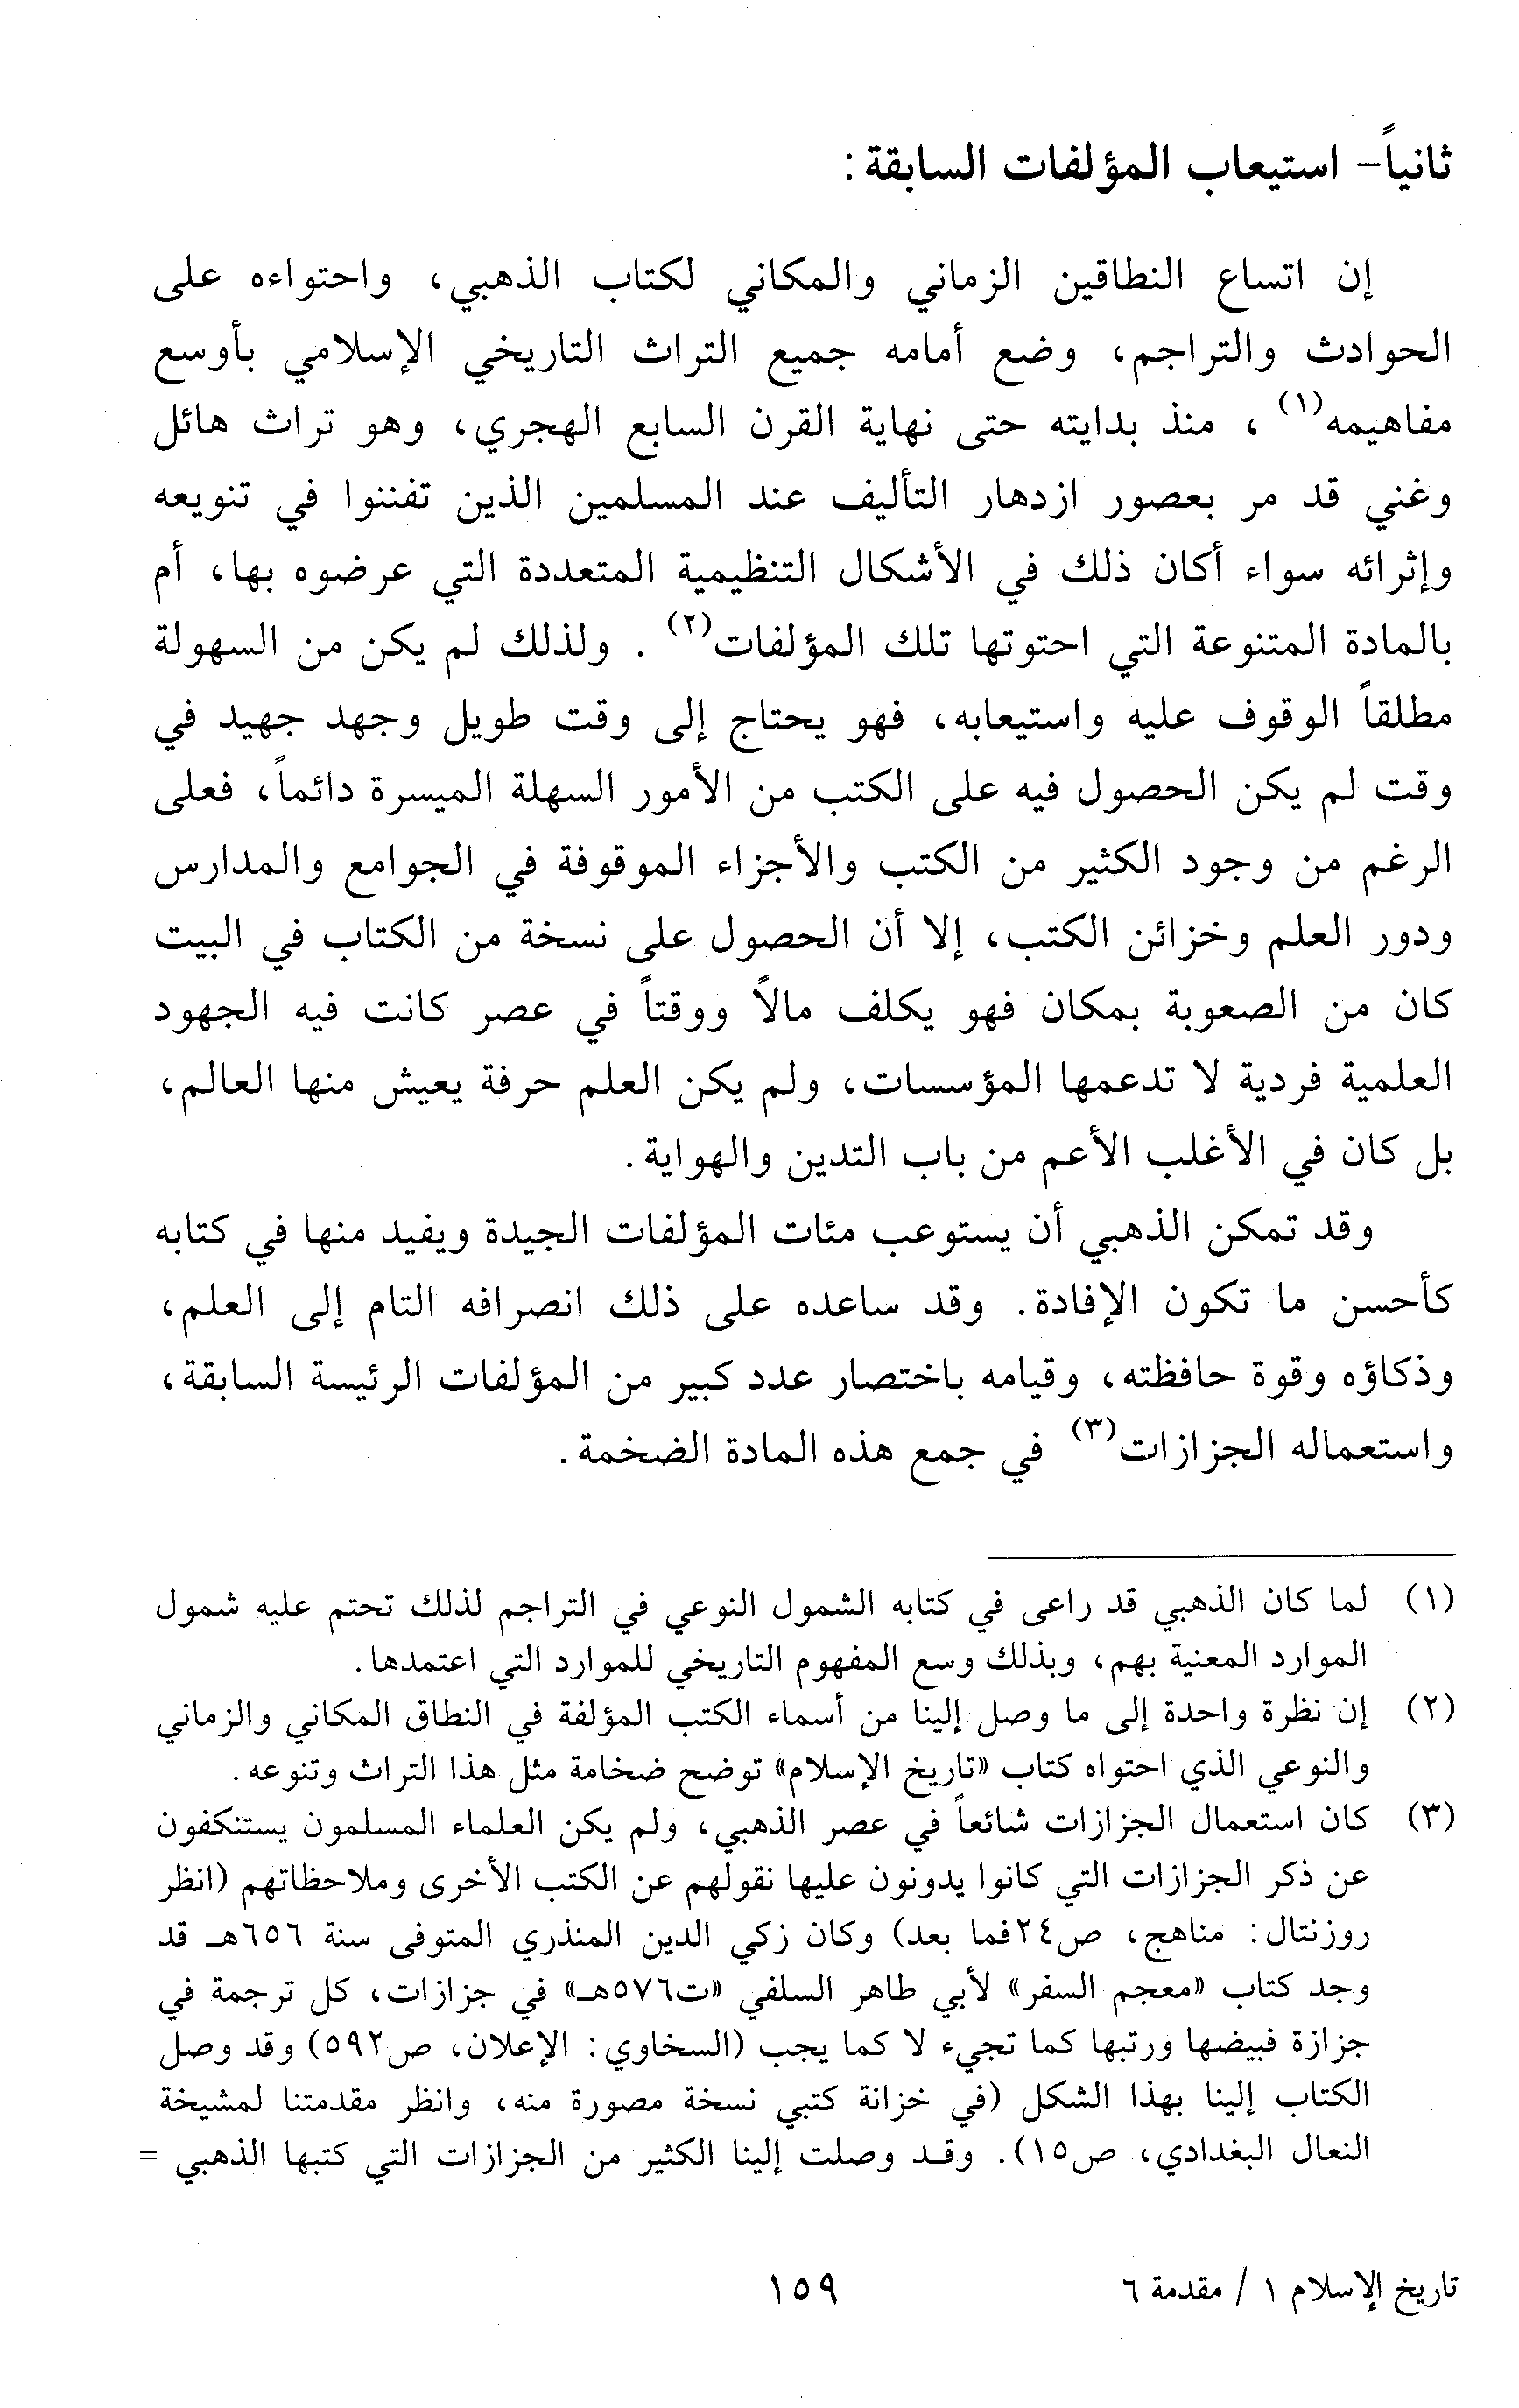 ثانياً- استيعاب المؤلفات السابقة:
إن اتساع النطاقين الزماني والمكاني لكتاب الذهبي، واحتواءه على
الحوادث والتراجم، وضع أمامه جميع التراث التاريخي الإسلامي بأوسع
مفاهيمه(١)، منذ بدايته حتى نهاية القرن السابع الهجري، وهو تراث هائل
وغني قد مر بعصور ازدهار التأليف عند المسلمين الذين تفننوا في تنويعه
وإثرائه سواء أكان ذلك في الأشكال التنظيمية المتعددة التي عرضوه بها، أم
بالمادة المتنوعة التي احتوتها تلك المؤلفات(٢). ولذلك لم يكن من السهولة
مطلقاً الوقوف عليه واستيعابه، فهو يحتاج إلى وقت طويل وجهد جهيد في
وقت لم يكن الحصول فيه على الكتب من الأمور السهلة الميسرة دائماً، فعلى
الرغم من وجود الكثير من الكتب والأجزاء الموقوفة في الجوامع والمدارس
ودور العلم وخزائن الكتب، إلا أن الحصول على نسخة من الكتاب في البيت
كان من الصعوبة بمكان فهو يكلف مالاً ووقتاً في عصر كانت فيه الجهود
العلمية فردية لا تدعمها المؤسسات، ولم يكن العلم حرفة يعيش منها العالم،
بل كان في الأغلب الأعم من باب التدين والهواية.
وقد تمكن الذهبي أن يستوعب مئات المؤلفات الجيدة ويفيد منها في كتابه
كأحسن ما تكون الإفادة. وقد ساعده على ذلك انصرافه التام إلى العلم،
وذكاؤه وقوة حافظته، وقيامه باختصار عدد كبير من المؤلفات الرئيسة السابقة،
واستعماله الجزازات(٣) في جمع هذه المادة الضخمة.
(١) لما كان الذهبي قد راعى في كتابه الشمول النوعي في التراجم لذلك تحتم عليه شمول
الموارد المعنية بهم، وبذلك وسع المفهوم التاريخي للموارد التي اعتمدها.
(٢) إن نظرة واحدة إلى ما وصل إلينا من أسماء الكتب المؤلفة في النطاق المكاني والزماني
والنوعي الذي احتواه كتاب «تاريخ الإسلام» توضح ضخامة مثل هذا التراث وتنوعه.
(٣) كان استعمال الجزازات شائعاً في عصر الذهبي، ولم يكن العلماء المسلمون يستنكفون
عن ذكر الجزازات التي كانوا يدونون عليها نقولهم عن الكتب الأخرى وملاحظاتهم (انظر
روزنتال: مناهج، ص٢٤فما بعد) وكان زكي الدين المنذري المتوفى سنة ٦٥٦هـ قد
وجد كتاب «معجم السفر» لأبي طاهر السلفي «ت٥٧٦هـ» في جزازات، كل ترجمة في
جزازة فبيضها ورتبها كما تجيء لا كما يجب (السخاوي: الإعلان، ص٥٩٢) وقد وصل
الكتاب إلينا بهذا الشكل (في خزانة كتبي نسخة مصورة منه، وانظر مقدمتنا لمشيخة
النعال البغدادي، ص١٥). وقد وصلت إلينا الكثير من الجزازات التي كتبها الذهبي =
تاريخ الإسلام ١ / مقدمة ٦
١٥٩